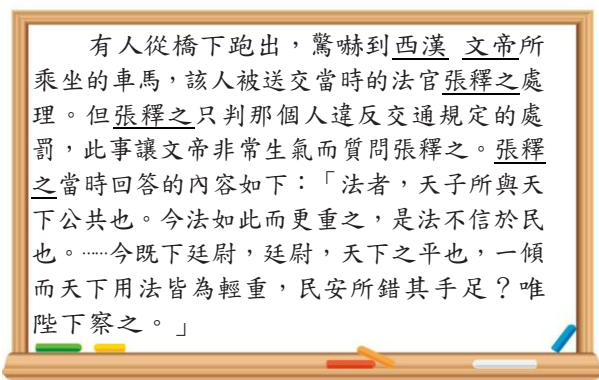 有人從橋下跑出，驚嚇到西漢 文帝所
乘坐的車馬，該人被送交當時的法官張釋之處
理。但張釋之只判那個人違反交通規定的處
罰，此事讓文帝非常生氣而質問張釋之。張釋
之當時回答的內容如下：「法者，天子所與天
下公共也。今法如此而更重之，是法不信於民
也。……今既下廷尉，廷尉，天下之平也，一傾
而天下用法皆為輕重，民安所錯其手足？唯
陛下察之。」